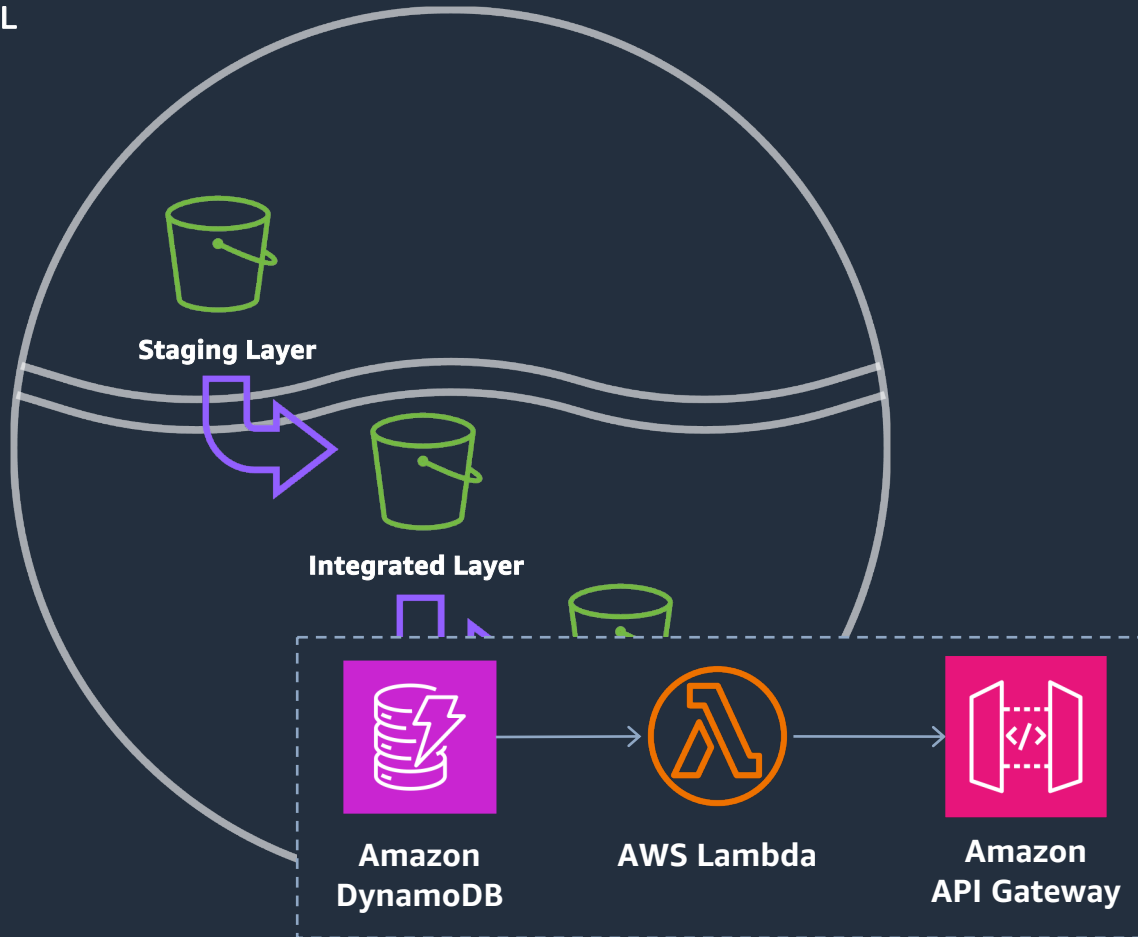 L
Staging Layer
Integrated Layer
</>
Amazon
DynamoDB
AWS Lambda
Amazon
API Gateway